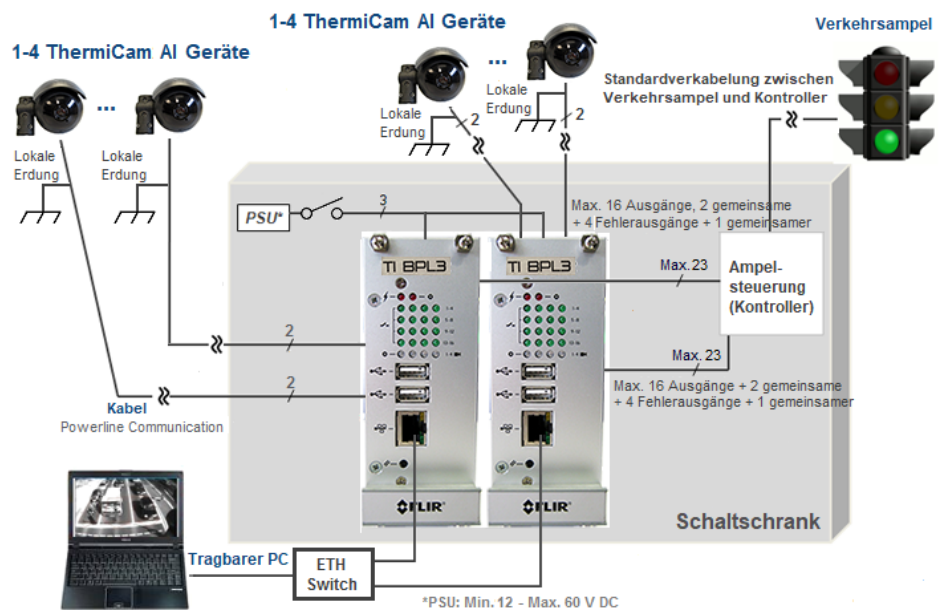 1-4 ThermiCam AI Geräte
...
Verkehrsampel
1-4 ThermiCam AI Geräte
...
Standardverkabelung zwischen
Verkehrsampel und Kontroller
Lokale
Erdung
Lokale
Erdung
2
2
Lokale
Erdung
Lokale
Erdung
PSU*
3
Max. 16 Ausgänge, 2 gemeinsame
+ 4 Fehlerausgänge + 1 gemeinsamer
TI 8PL3
TI 8PL3
Max. 23
Ampel-
steuerung
(Kontroller)
2
Max. 23
2
Max. 16 Ausgänge + 2 gemeinsame
+ 4 Fehlerausgänge + 1 gemeinsamer
Kabel
Powerline Communication
FLIR
FLIR
Schaltschrank
Tragbarer PC
ETH
Switch
*PSU: Min. 12 - Max. 60 V DC